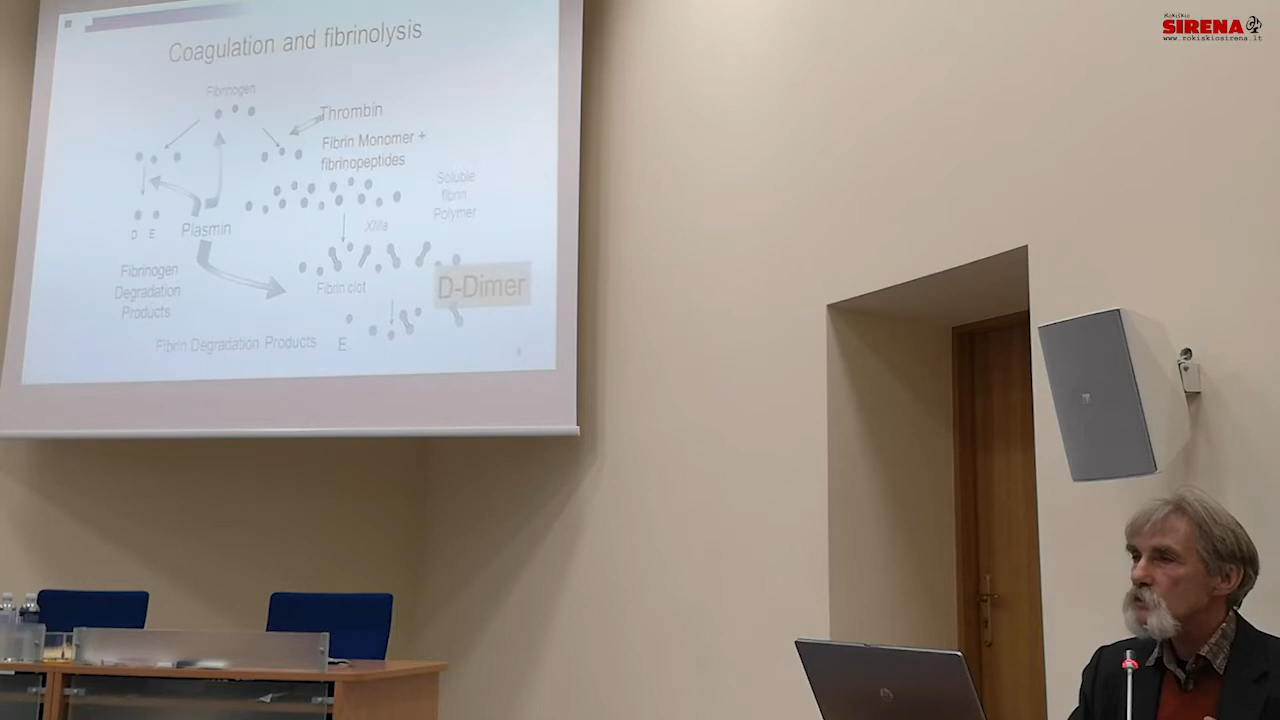 Rokiškio
SIRENA
www.rokiskiosirena.lt
Coagulation and fibrinolysis
Fibrinogen
Thrombin
Fibrin Monomer +
fibrinopeptides
Soluble
fibrin
Polymer
D E
Plasmin
XIIIa
Fibrinogen
Degradation
Products
Fibrin clot
D-Dimer
Fibrin Degradation Products
E